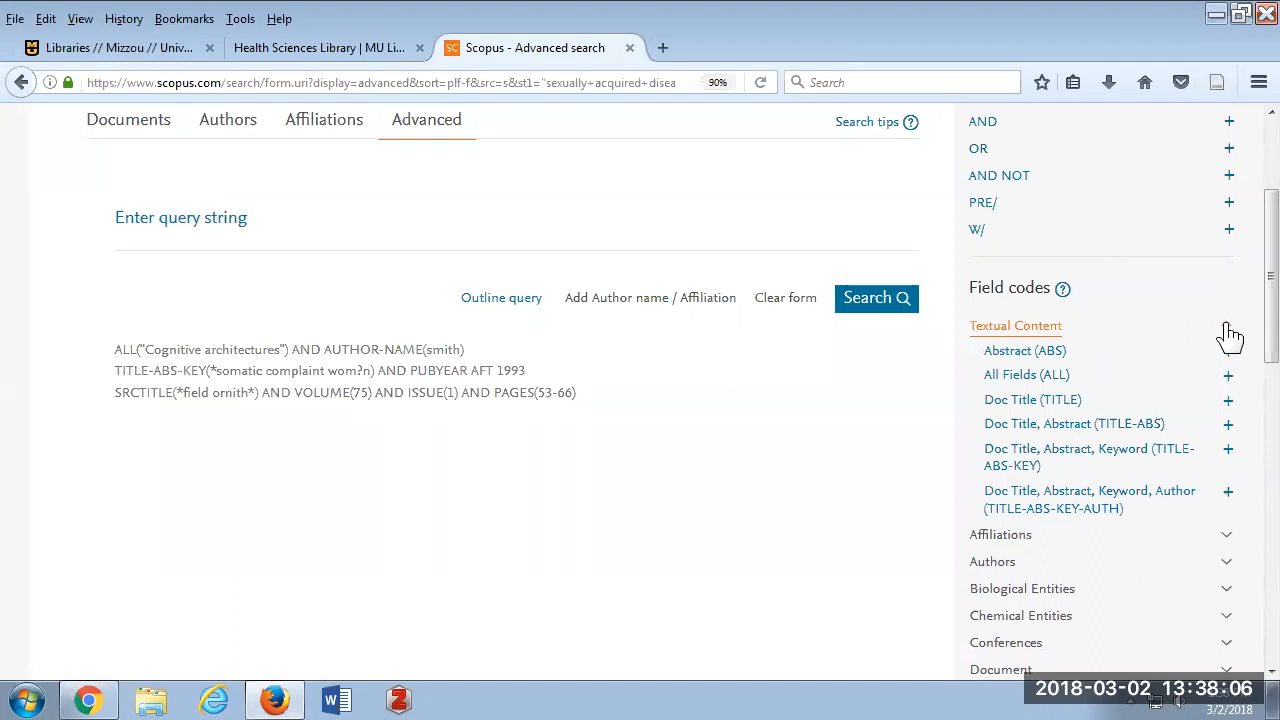 File Edit View History Bookmarks Tools Help
Libraries // Mizzou // Univ... × Health Sciences Library | MU Li... × SC Scopus - Advanced search × +
https://www.scopus.com/search/form.uri?display=advanced&sort=plf-f&src=s&st1="sexually+acquired+disea 90% Search
Documents Authors Affiliations Advanced Search tips ?
AND +
OR +
AND NOT +
PRE/ +
W/ +
Enter query string
Outline query Add Author name / Affiliation Clear form Search
ALL("Cognitive architectures") AND AUTHOR-NAME(smith)
TITLE-ABS-KEY(*somatic complaint wom?n) AND PUBYEAR AFT 1993
SRCTITLE(*field ornith*) AND VOLUME(75) AND ISSUE(1) AND PAGES(53-66)
Field codes ?
Textual Content
Abstract (ABS)
All Fields (ALL) +
Doc Title (TITLE) +
Doc Title, Abstract (TITLE-ABS) +
Doc Title, Abstract, Keyword (TITLE- +
ABS-KEY)
Doc Title, Abstract, Keyword, Author +
(TITLE-ABS-KEY-AUTH)
Affiliations
Authors
Biological Entities
Chemical Entities
Conferences
Document
2018-03-02 13:38:06
3/2/2018